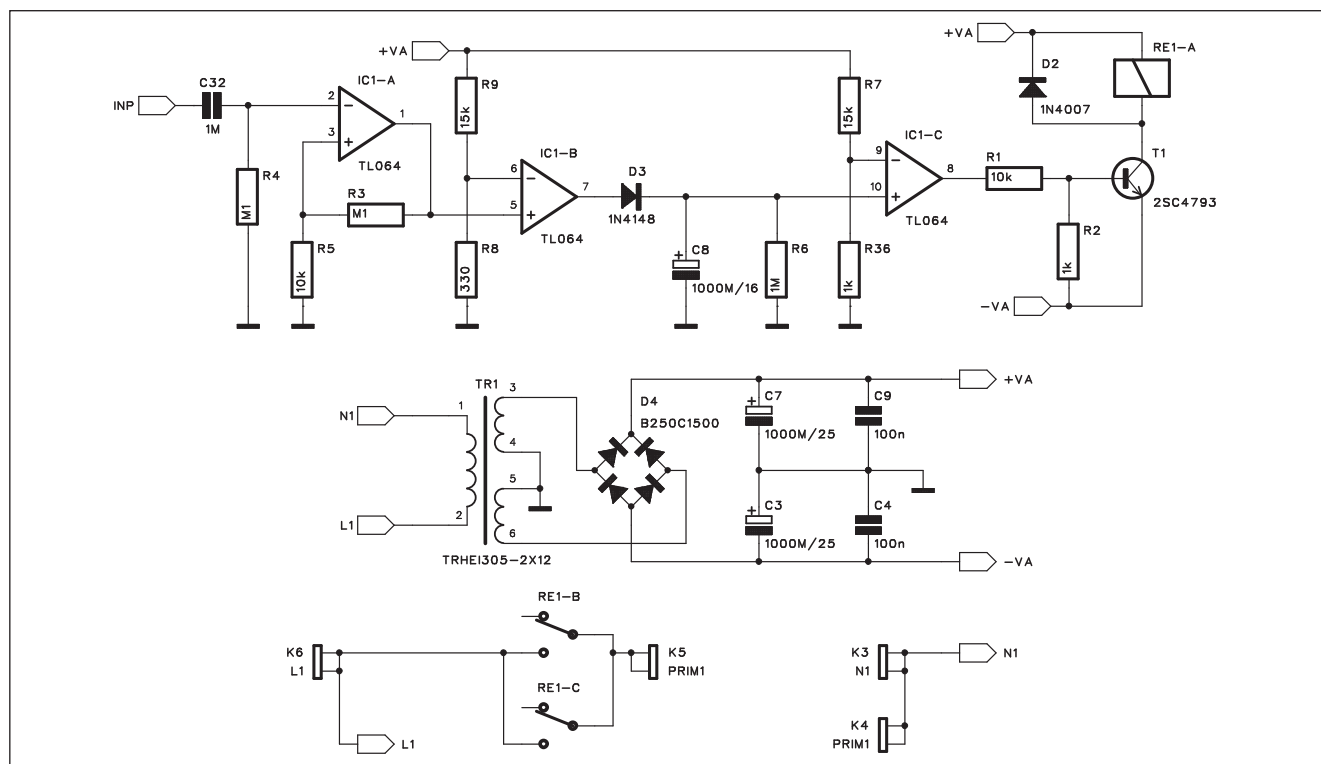 +VA
+VA
RE1-A
C32
IC1-A
R9
R7
D2
INP
2
1
15k
15k
1N4007
1M
3
IC1-B
IC1-C
TL064
D3
9
8
R1
T1
R4
R3
6
7
10
10k
M1
M1
5
1N4148
TL064
2SC4793
R5
TL064
R8
C8
R6
R36
R2
10k
330
1000M/16
1M
1k
1k
-VA
TR1
3
D4
+VA
N1
1
B250C1500
C7
C9
4
1000M/25
100n
5
L1
2
6
C3
C4
1000M/25
100n
TRHEI305-2X12
-VA
RE1-B
K6
K5
K3
N1
L1
PRIM1
N1
RE1-C
K4
L1
PRIM1